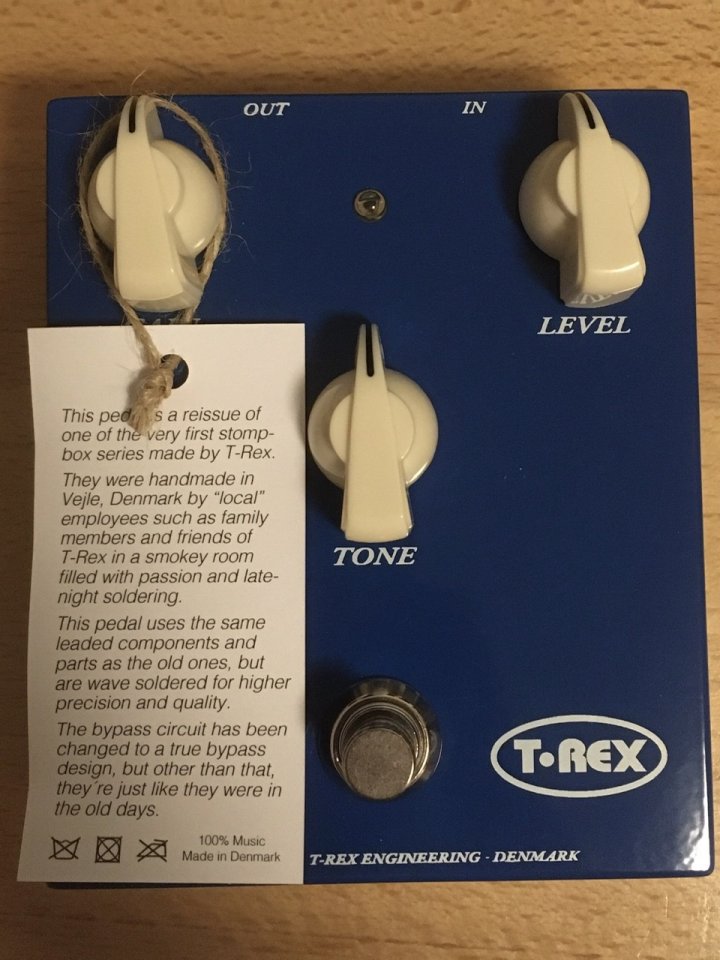 OUT
IN
LEVEL
This pedal is a reissue of
one of the very first stomp-
box series made by T-Rex.
They were handmade in
Vejle, Denmark by “local”
employees such as family
members and friends of
T-Rex in a smokey room
filled with passion and late-
night soldering.
This pedal uses the same
leaded components and
parts as the old ones, but
are wave soldered for higher
precision and quality.
The bypass circuit has been
changed to a true bypass
design, but other than that,
they´re just like they were in
the old days.
100% Music
Made in Denmark
TONE
T•REX
T-REX ENGINEERING - DENMARK